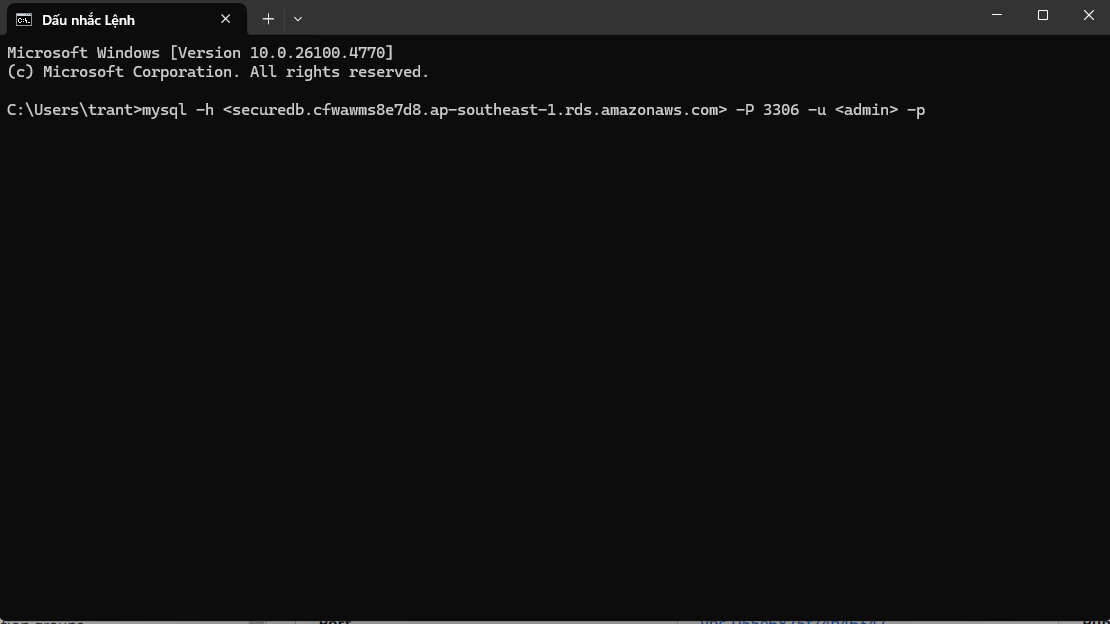 Dấu nhắc Lệnh
Microsoft Windows [Version 10.0.26100.4770]
(c) Microsoft Corporation. All rights reserved.
C:\Users\trant>mysql -h <securedb.cfwawms8e7d8.ap-southeast-1.rds.amazonaws.com> -P 3306 -u <admin> -p